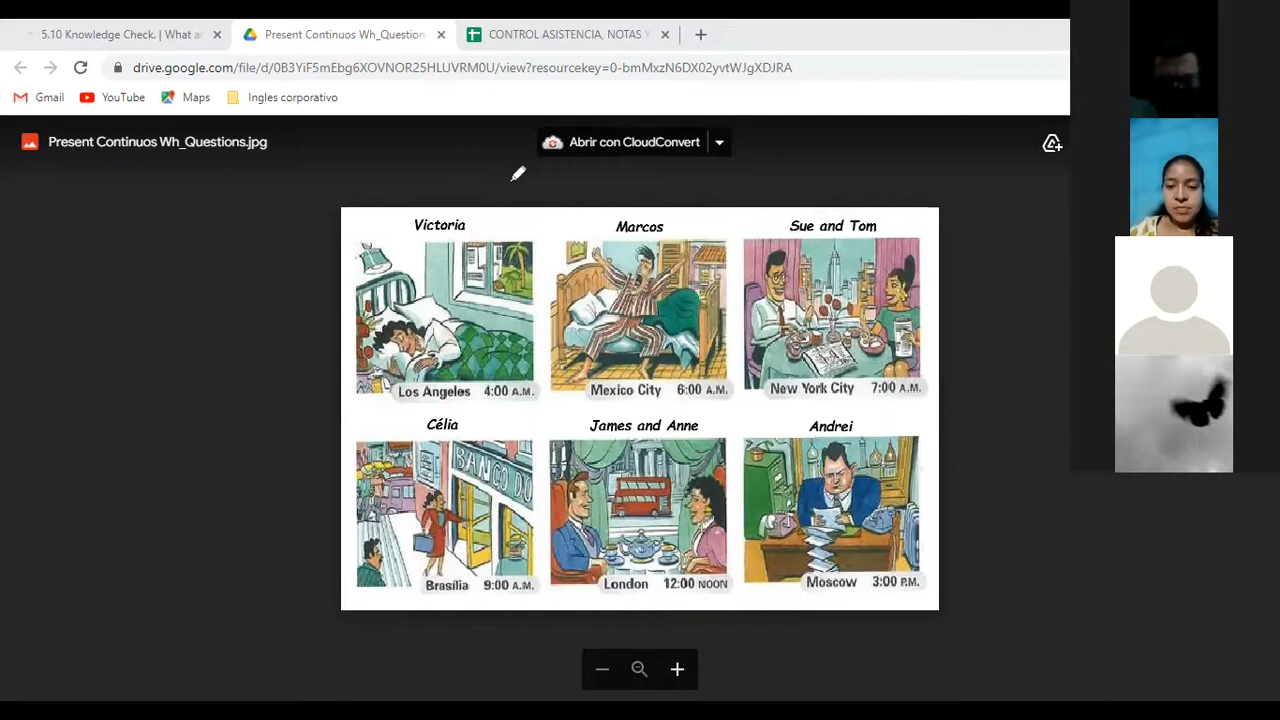 5.10 Knowledge Check. | What ar
Present Continuos Wh_Question
CONTROL ASISTENCIA, NOTAS Y
drive.google.com/file/d/0B3YiF5mEbg6XOVNOR25HLUVRM0U/view?resourcekey=0-bmMxzN6DX02yvtWJgXDJRA
Gmail
YouTube
Maps
Ingles corporativo
Present Continuos Wh_Questions.jpg
Abrir con CloudConvert
Victoria
Marcos
Sue and Tom
Los Angeles 4:00 A.M.
Mexico City 6:00 A.M.
New York City 7:00 A.M.
Célia
James and Anne
Andrei
BANCO DO
Brasília 9:00 A.M.
London 12:00 NOON
Moscow 3:00 P.M.